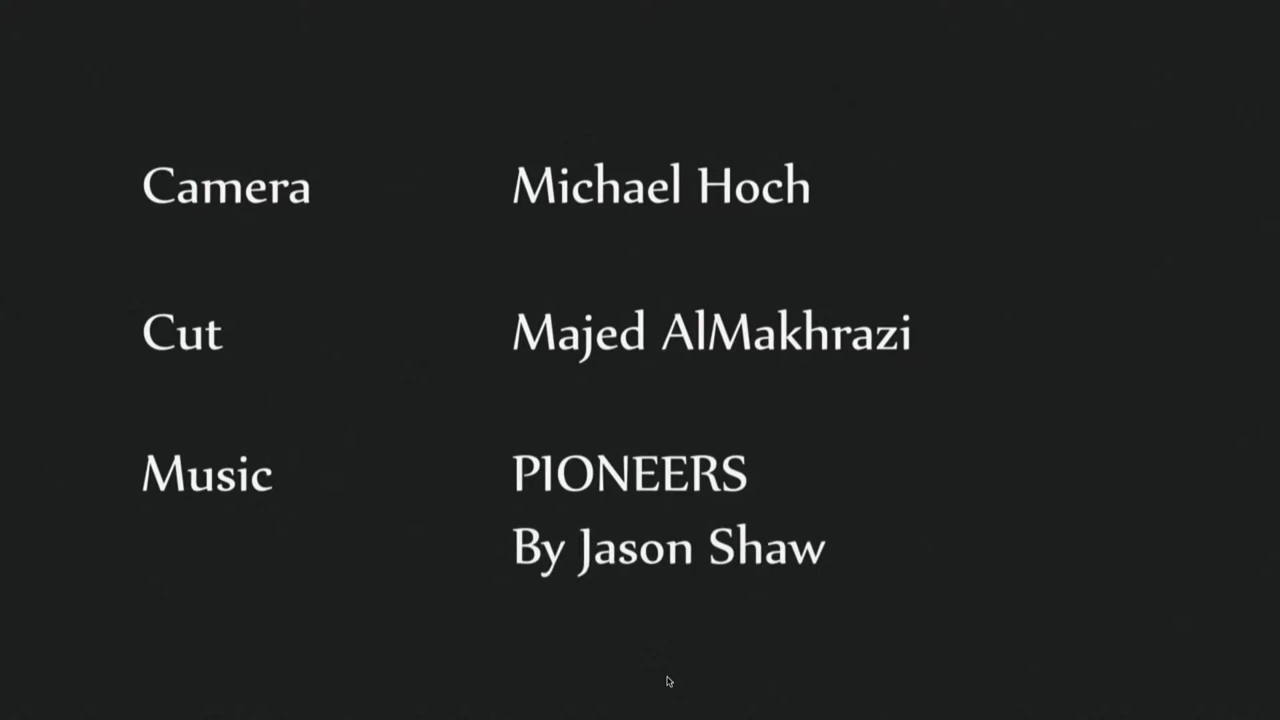 Camera Michael Hoch
Cut Majed AlMakhrazi
Music PIONEERS
By Jason Shaw